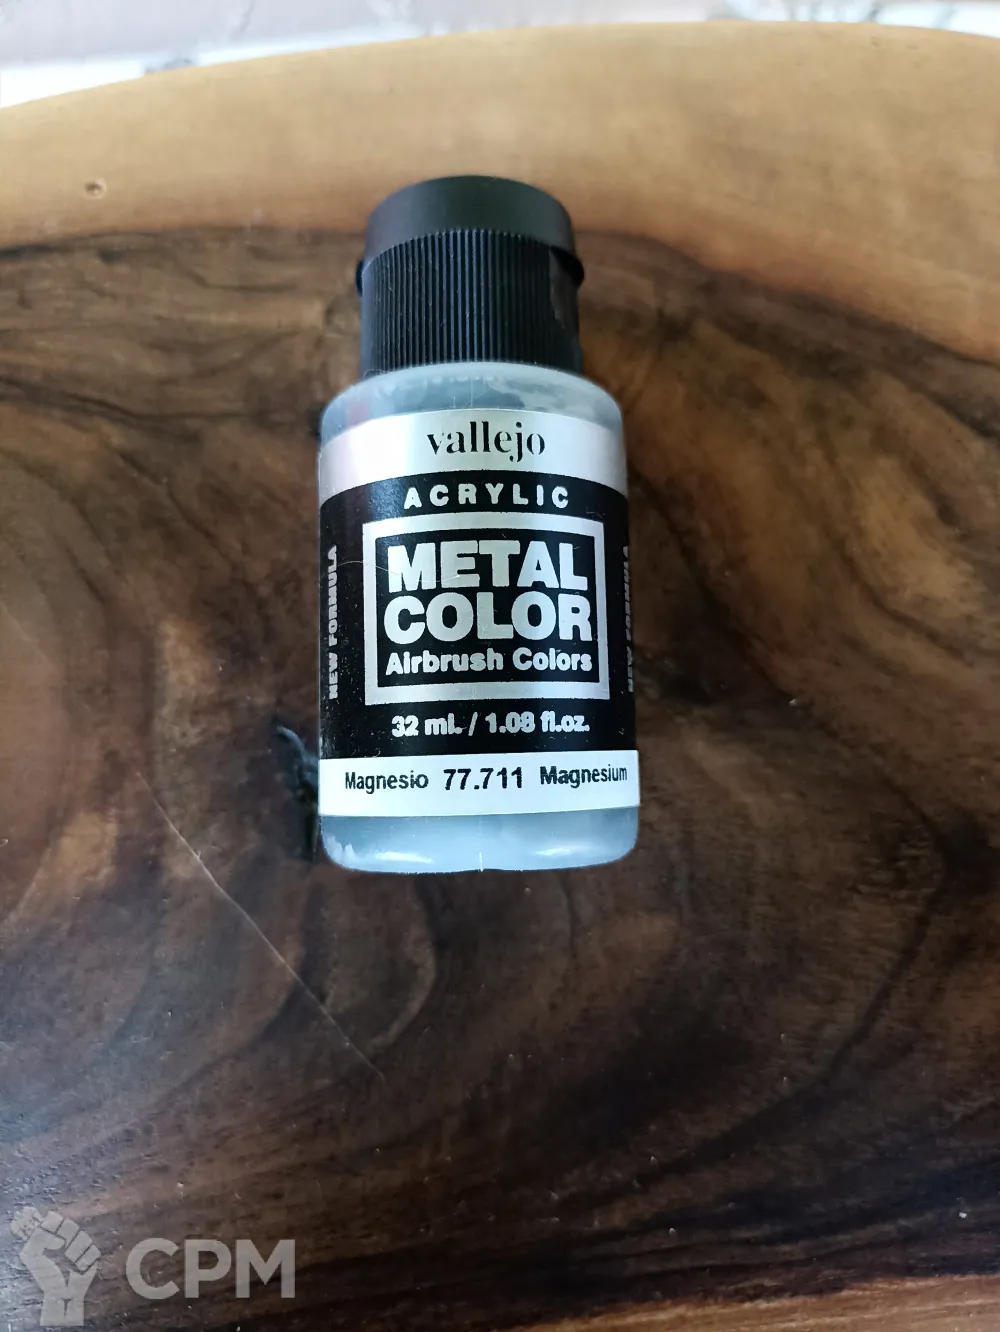 vallejo
ACRYLIC
METAL
COLOR
Airbrush Colors
NEW FORMULA
32 ml. / 1.08 fl.oz.
Magnesio 77.711 Magnesium
CPM